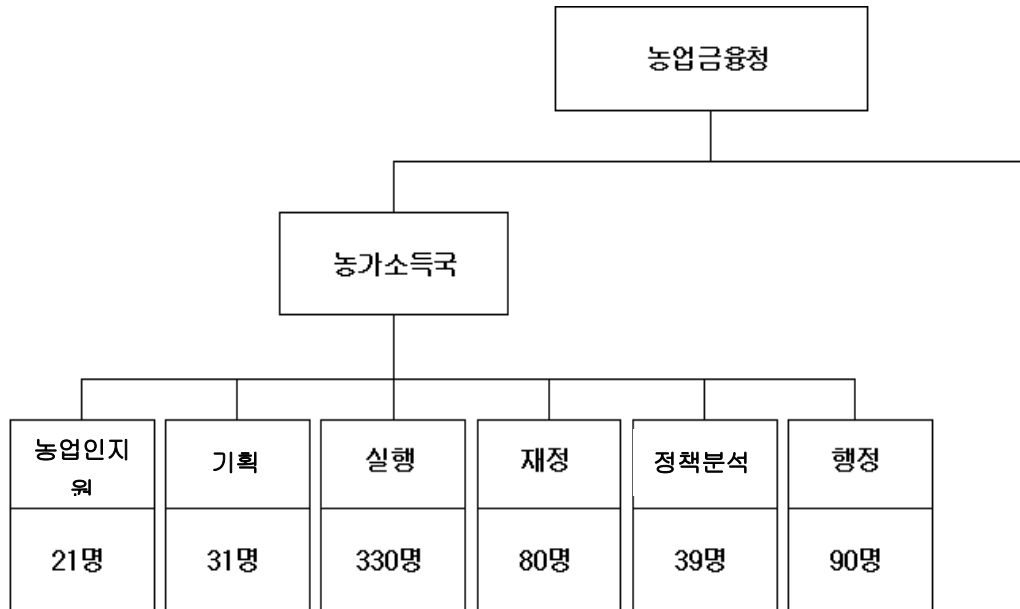 농업금융청
농가소득국
농업인지
원
기획
실행
재정
정책분석
행정
21명
31명
330명
80명
39명
90명